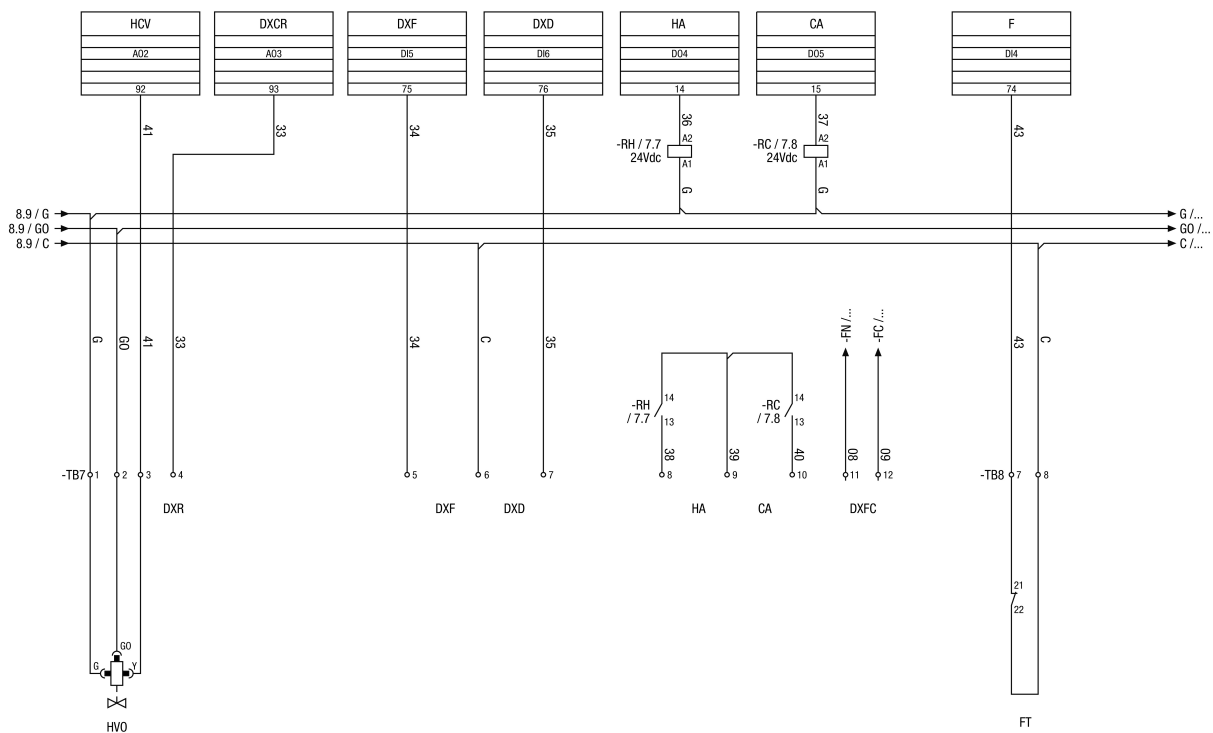 HCV DXCR DXF DXD HA CA F
AO2 AO3 DI5 DI6 DO4 DO5 DI4
92 93 75 76 14 15 74
41 33 34 35 36 37 43
A2 A2
-RH / 7.7 -RC / 7.8
24Vdc 24Vdc
A1 A1
G G
8.9 / G G /...
8.9 / GO GO /...
8.9 / C C /...
-FN /... -FC /...
G GO 41 33 34 C 35 43 C
14 14
-RH -RC
/ 7.7 / 7.8
13 13
38 39 40 08 09
-TB7 1 2 3 4 5 6 7 8 9 10 11 12 -TB8 7 8
DXR DXF DXD HA CA DXFC
21
22
GO
G Y
HVO FT